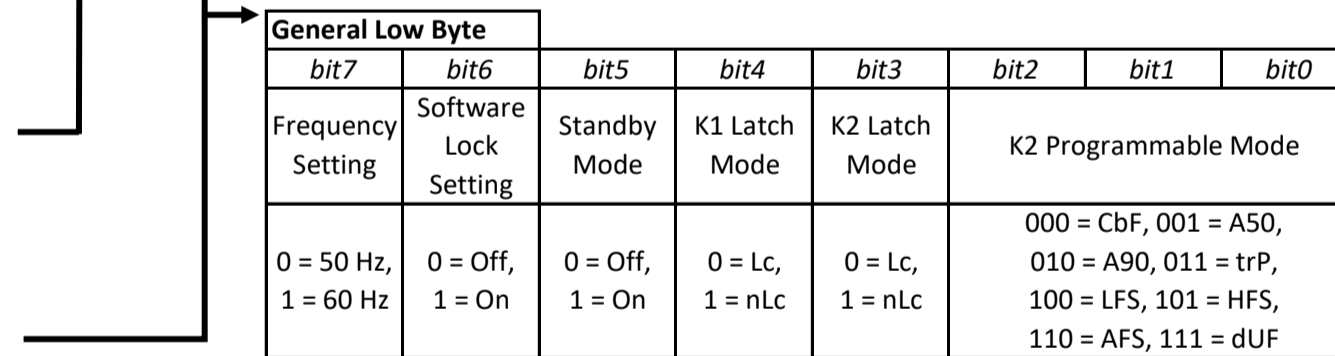 General Low Byte
bit7 bit6 bit5 bit4 bit3 bit2 bit1 bit0
Frequency Setting Software Lock Setting Standby Mode K1 Latch Mode K2 Latch Mode K2 Programmable Mode
0 = 50 Hz, 1 = 60 Hz 0 = Off, 1 = On 0 = Off, 1 = On 0 = Lc, 1 = nLc 0 = Lc, 1 = nLc 000 = CbF, 001 = A50,
010 = A90, 011 = trP,
100 = LFS, 101 = HFS,
110 = AFS, 111 = dUF